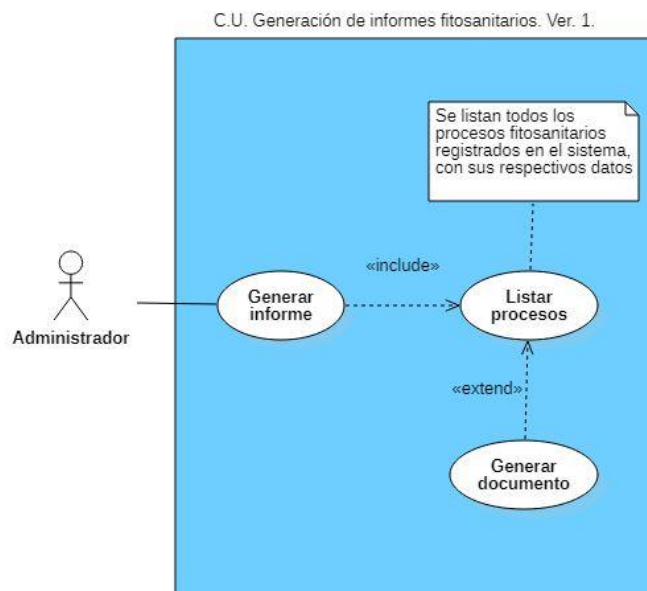 C.U. Generación de informes fitosanitarios. Ver. 1.
Se listan todos los
procesos fitosanitarios
registrados en el sistema,
con sus respectivos datos
«include»
Generar
informe
Listar
procesos
Administrador
«extend»
Generar
documento